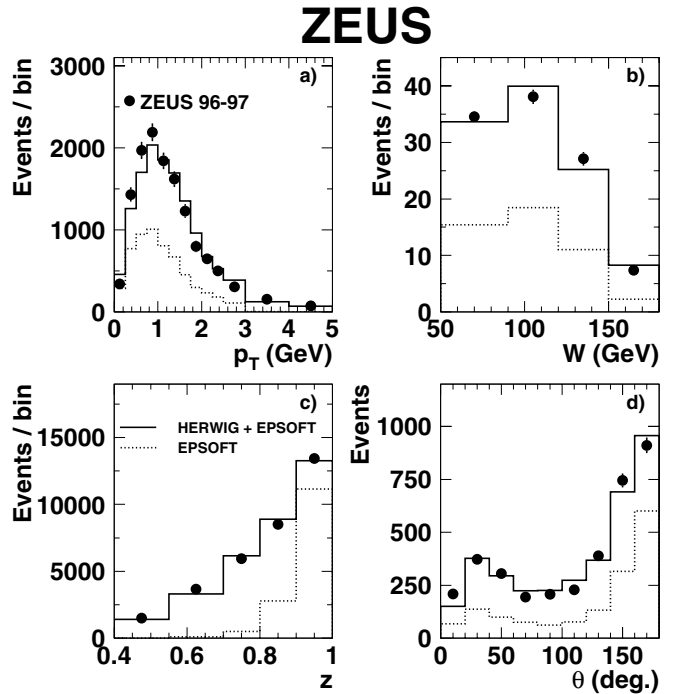 ZEUS
Events / bin
3000
2000
1000
0
a)
ZEUS 96-97
0 1 2 3 4 5
p_T (GeV)
Events / bin
40
30
20
10
0
b)
50 100 150
W (GeV)
Events / bin
15000
10000
5000
0
c)
HERWIG + EPSOFT
EPSOFT
0.4 0.6 0.8 1
z
Events
1000
750
500
250
0
d)
0 50 100 150
θ (deg.)